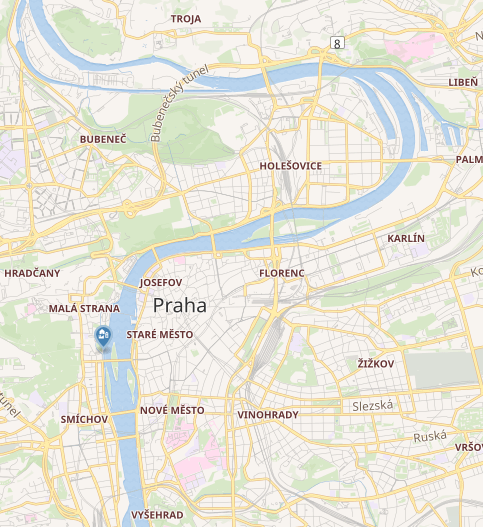 TROJA
8
LIBEŇ
Bubenečský tunel
BUBENEČ
HOLEŠOVICE
PALM
KARLÍN
HRADČANY
FLORENC
JOSEFOV
MALÁ STRANA
Praha
STARÉ MĚSTO
ŽIŽKOV
Slezská
NOVÉ MĚSTO
VINOHRADY
SMÍCHOV
Ruská
VRŠO
VYŠEHRAD
tunel
Ko
N